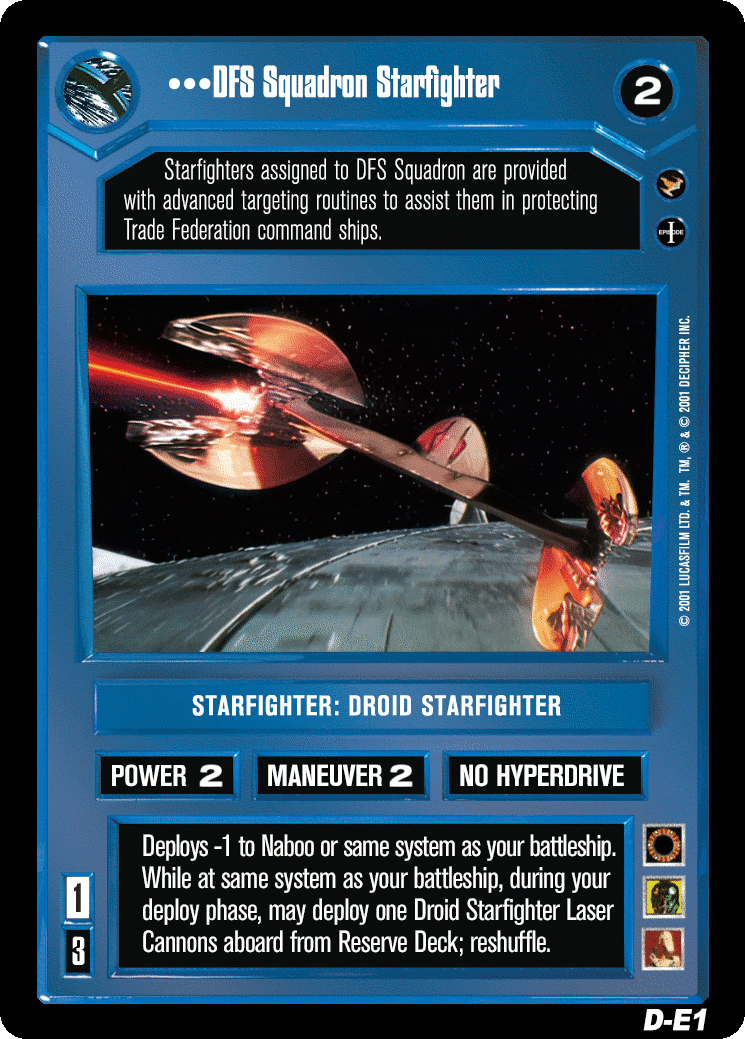 •••DFS Squadron Starfighter
2
Starfighters assigned to DFS Squadron are provided
with advanced targeting routines to assist them in protecting
Trade Federation command ships.
EPISODE
I
© 2001 LUCASFILM LTD. & TM. TM, ® & © 2001 DECIPHER INC.
STARFIGHTER: DROID STARFIGHTER
POWER 2
MANEUVER 2
NO HYPERDRIVE
Deploys -1 to Naboo or same system as your battleship.
While at same system as your battleship, during your
deploy phase, may deploy one Droid Starfighter Laser
Cannons aboard from Reserve Deck; reshuffle.
1
3
D-E1